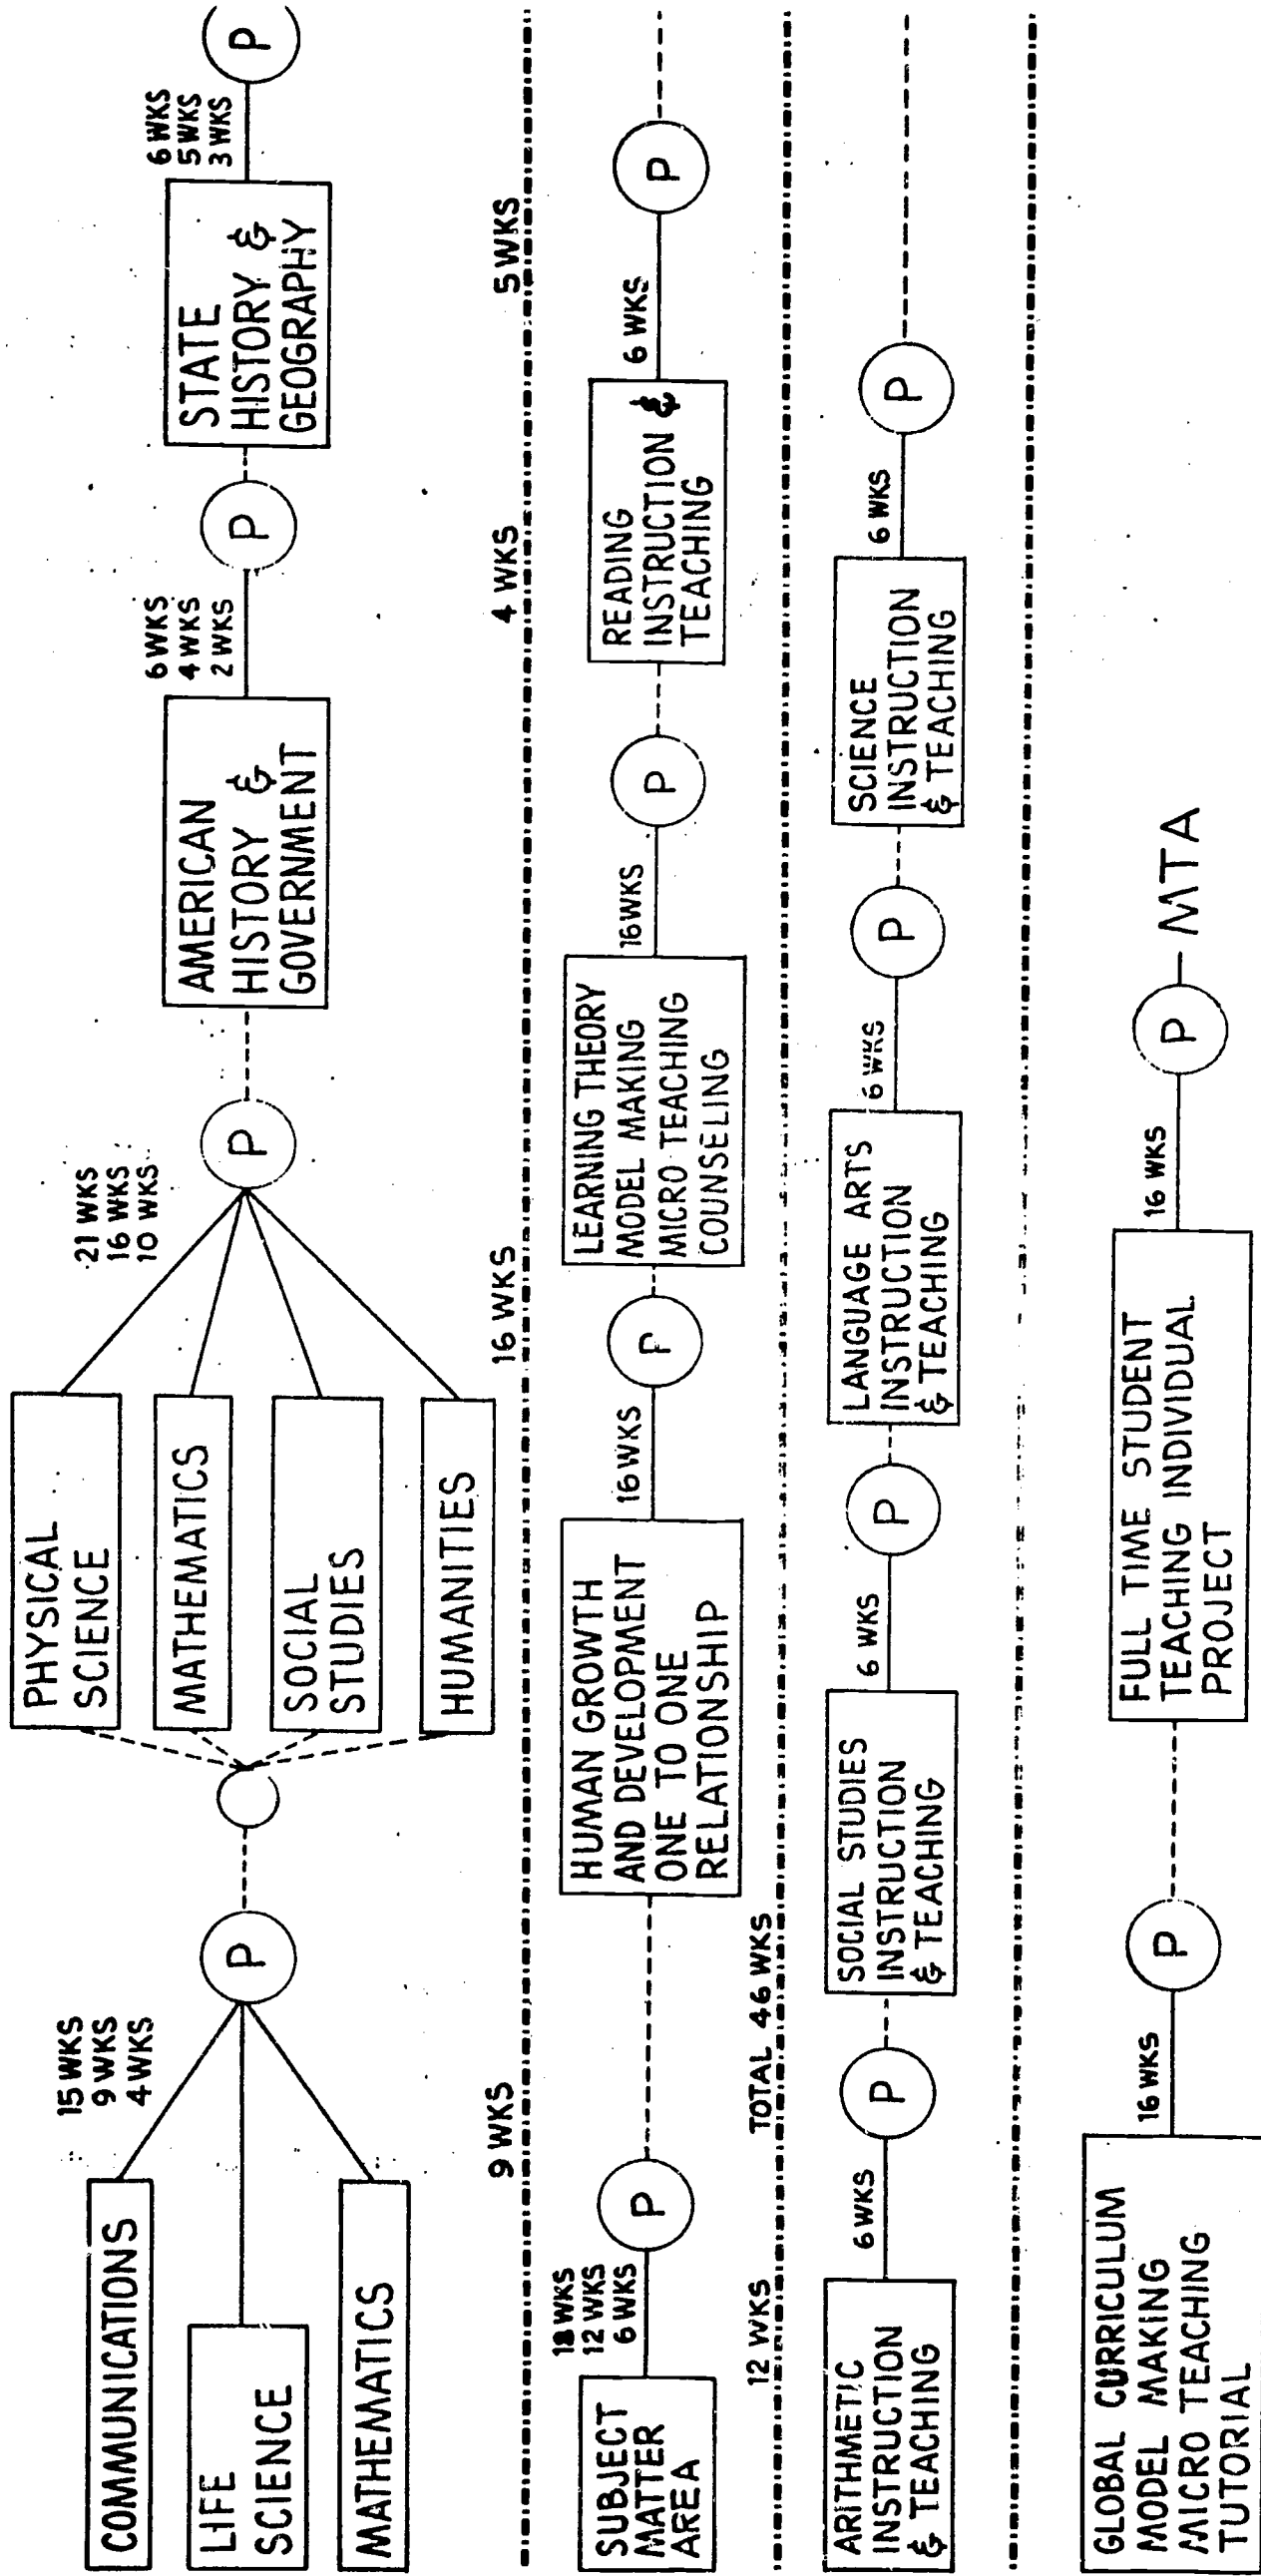 COMMUNICATIONS
LIFE
SCIENCE
MATHEMATICS
15 WKS
9 WKS
4 WKS
P
PHYSICAL
SCIENCE
MATHEMATICS
SOCIAL
STUDIES
HUMANITIES
21 WKS
16 WKS
10 WKS
P
AMERICAN
HISTORY &
GOVERNMENT
6 WKS
4 WKS
2 WKS
P
STATE
HISTORY &
GEOGRAPHY
6 WKS
5 WKS
3 WKS
P
9 WKS
16 WKS
4 WKS
5 WKS
SUBJECT
MATTER
AREA
18 WKS
12 WKS
6 WKS
P
HUMAN GROWTH
AND DEVELOPMENT
ONE TO ONE
RELATIONSHIP
16 WKS
P
LEARNING THEORY
MODEL MAKING
MICRO TEACHING
COUNSELING
16 WKS
P
READING
INSTRUCTION &
TEACHING
6 WKS
P
12 WKS
TOTAL 46 WKS
ARITHMETIC
INSTRUCTION
& TEACHING
6 WKS
P
SOCIAL STUDIES
INSTRUCTION
& TEACHING
6 WKS
P
LANGUAGE ARTS
INSTRUCTION
& TEACHING
6 WKS
P
SCIENCE
INSTRUCTION
& TEACHING
6 WKS
P
GLOBAL CURRICULUM
MODEL MAKING
MICRO TEACHING
TUTORIAL
16 WKS
P
FULL TIME STUDENT
TEACHING INDIVIDUAL
PROJECT
16 WKS
P
MTA